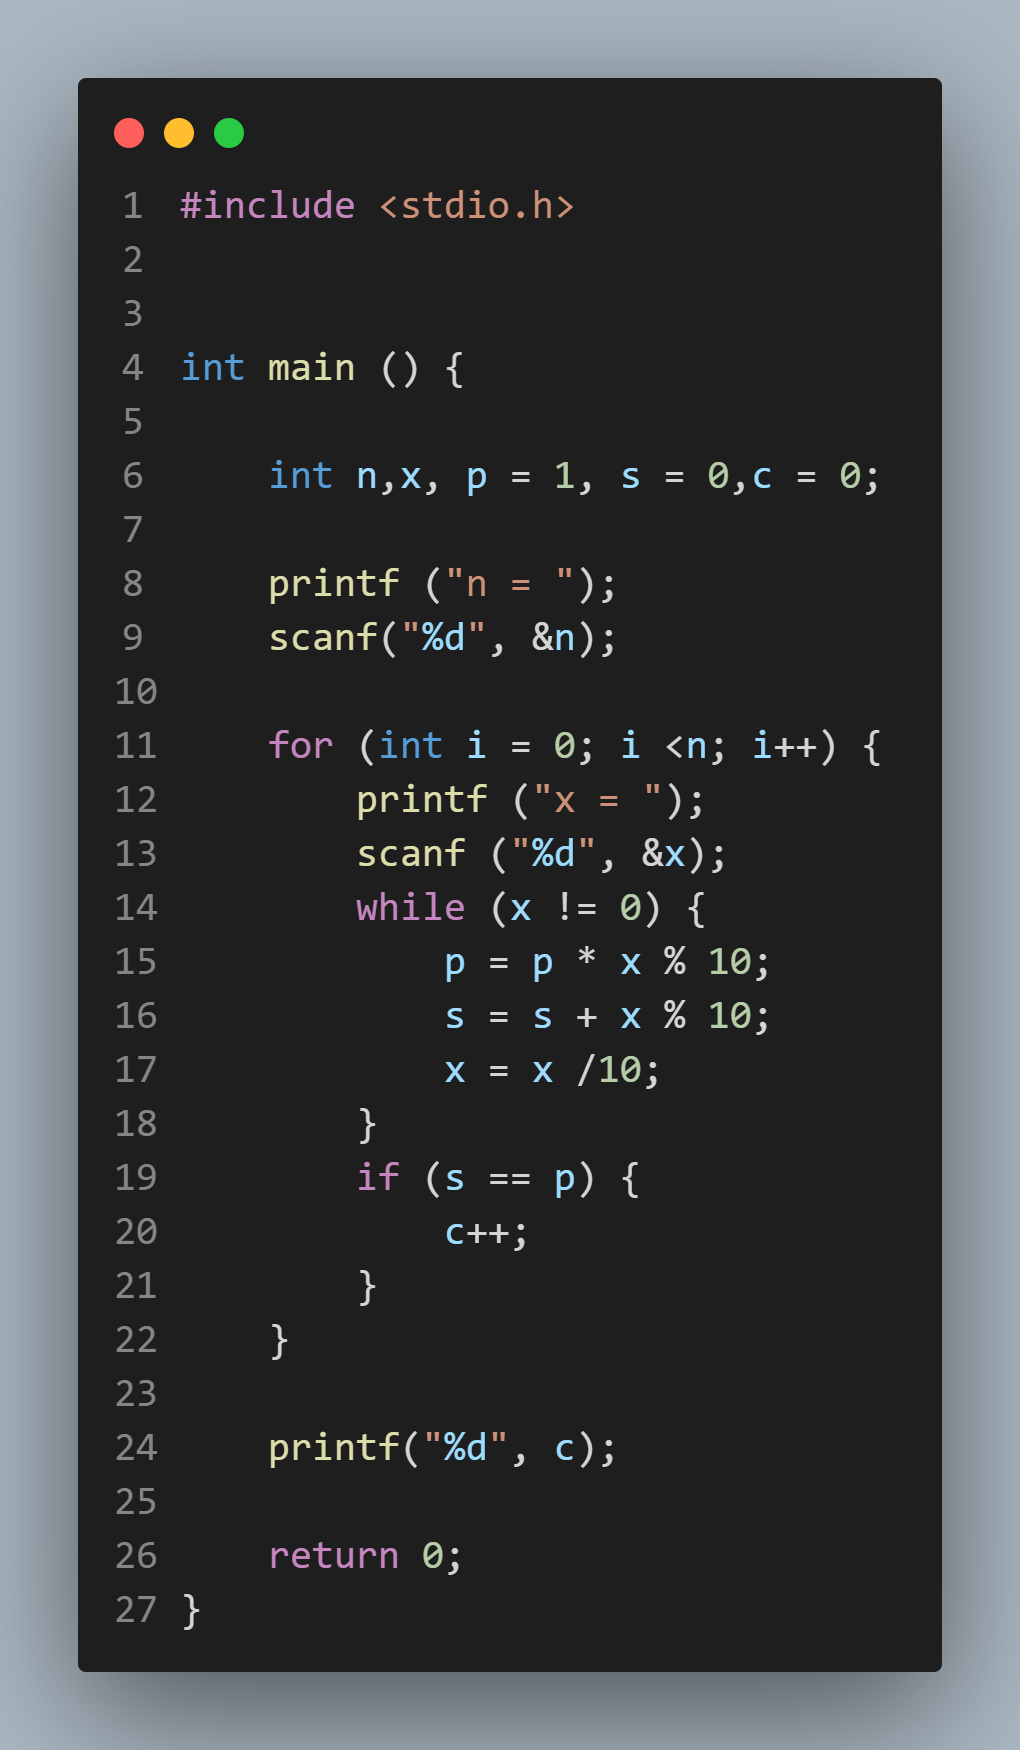 1 #include <stdio.h>
2
3
4 int main () {
5
6     int n,x, p = 1, s = 0,c = 0;
7
8     printf ("n = ");
9     scanf("%d", &n);
10
11     for (int i = 0; i <n; i++) {
12         printf ("x = ");
13         scanf ("%d", &x);
14         while (x != 0) {
15             p = p * x % 10;
16             s = s + x % 10;
17             x = x /10;
18         }
19         if (s == p) {
20             c++;
21         }
22     }
23
24     printf("%d", c);
25
26     return 0;
27 }